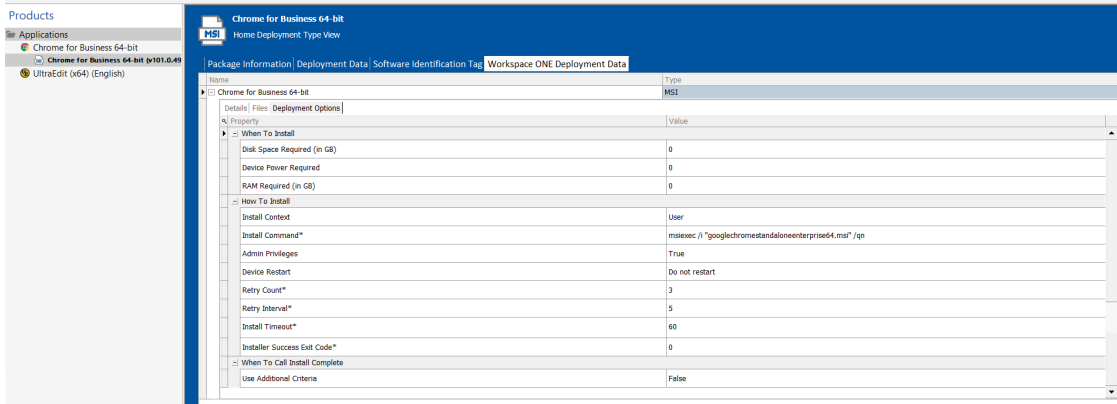 Products
Applications
Chrome for Business 64-bit
Chrome for Business 64-bit (v101.0.49
UltraEdit (x64) (English)
MSI
Chrome for Business 64-bit
Home Deployment Type View
Package Information Deployment Data Software Identification Tag Workspace ONE Deployment Data
Name Type
Chrome for Business 64-bit MSI
Details Files Deployment Options
Property Value
When To Install
Disk Space Required (in GB) 0
Device Power Required 0
RAM Required (in GB) 0
How To Install
Install Context User
Install Command* msiexec /i "googlechromestandaloneenterprise64.msi" /qn
Admin Privileges True
Device Restart Do not restart
Retry Count* 3
Retry Interval* 5
Install Timeout* 60
Installer Success Exit Code* 0
When To Call Install Complete
Use Additional Criteria False